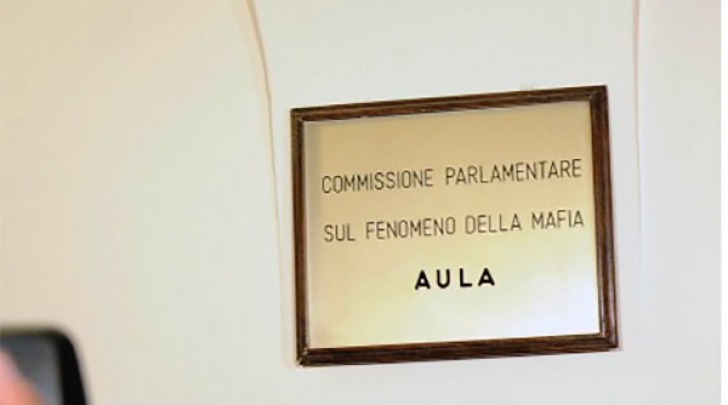 COMMISSIONE PARLAMENTARE
SUL FENOMENO DELLA MAFIA
AULA